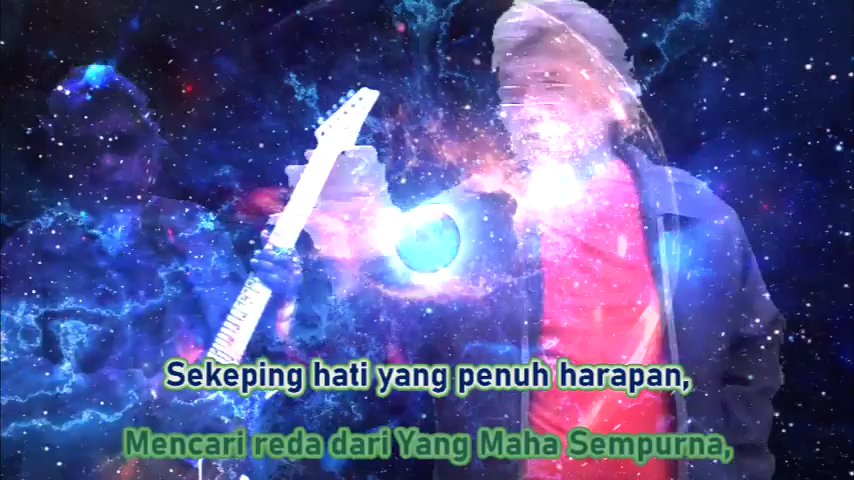 Sekeping hati yang penuh harapan,
Mencari reda dari Yang Maha Sempurna,